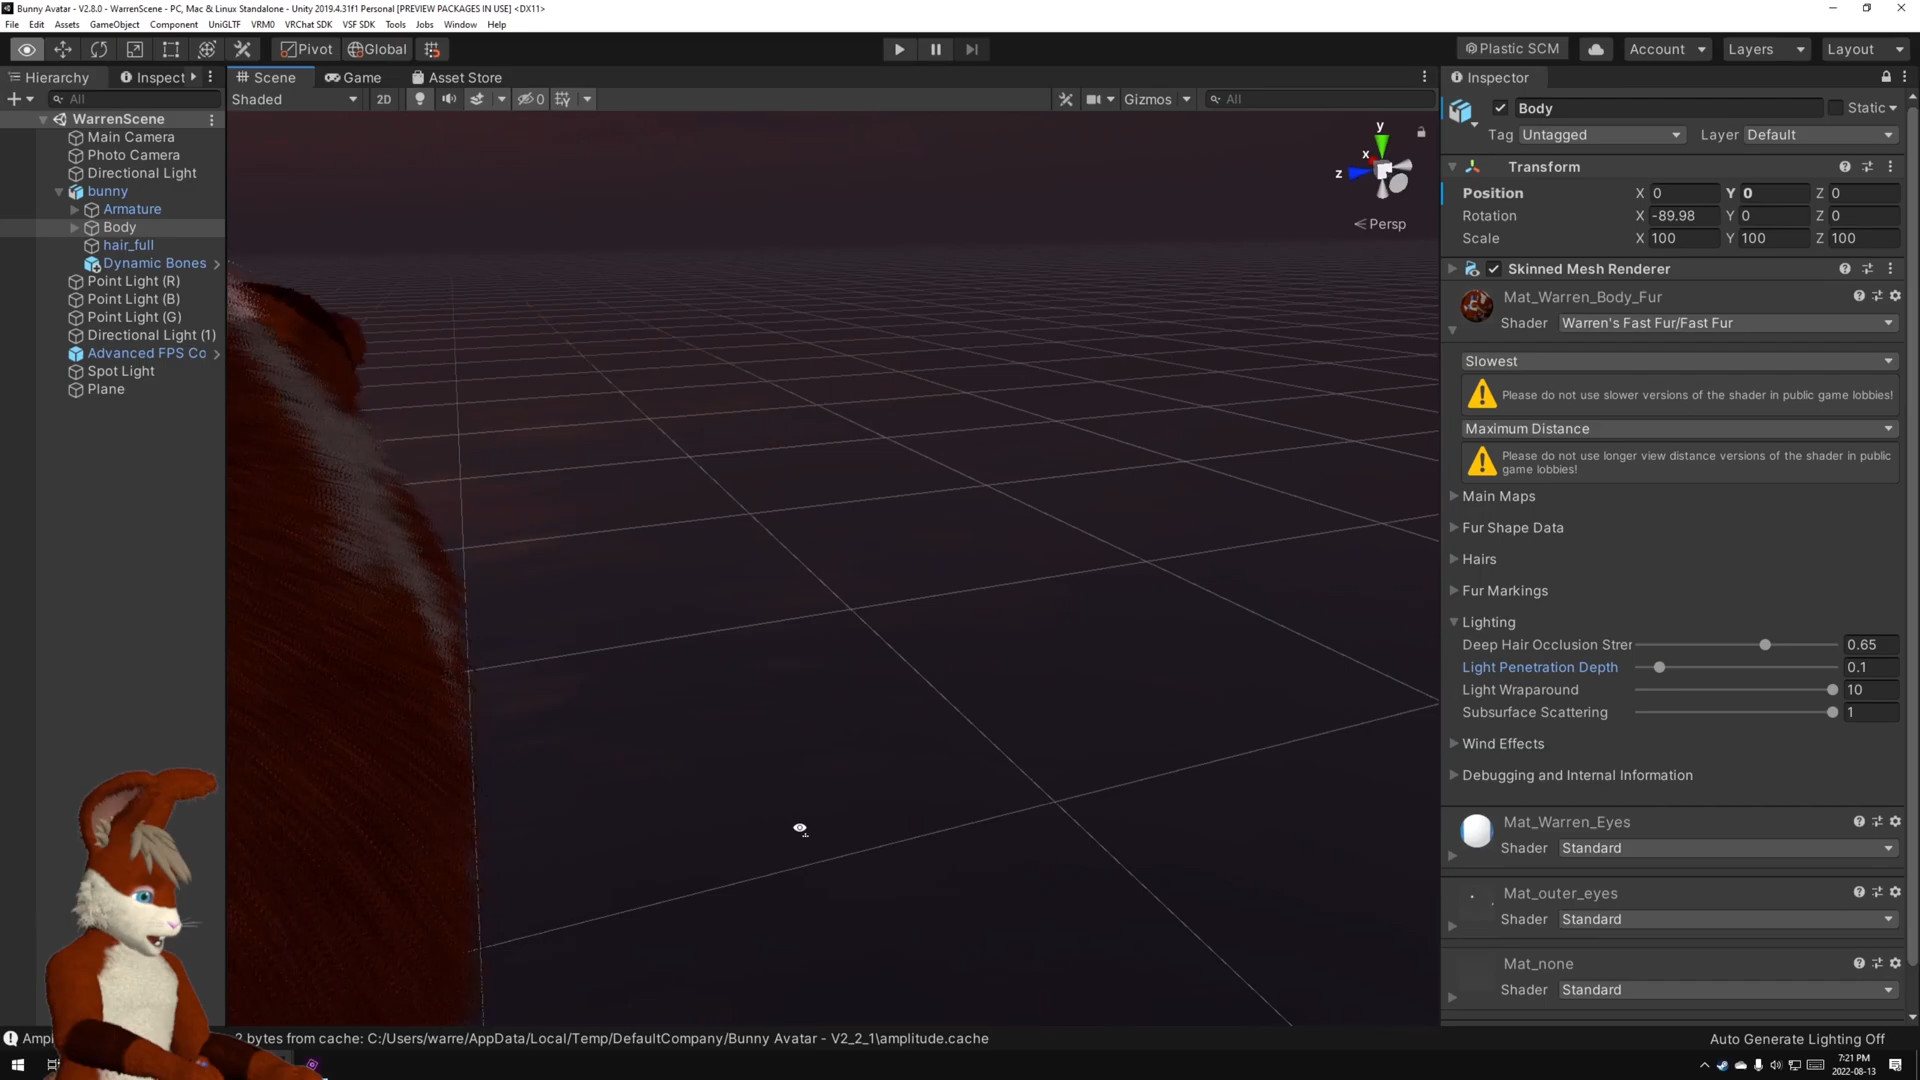 Bunny Avatar - V2.8.0 - WarrenScene - PC, Mac & Linux Standalone - Unity 2019.4.31f1 Personal [PREVIEW PACKAGES IN USE] <DX11>
File Edit Assets GameObject Component UniGLTF VRM0 VRChat SDK VSF SDK Tools Jobs Window Help
Pivot Global Plastic SCM Account Layers Layout
Hierarchy Inspect Scene Game Asset Store Inspector
All Shaded 2D 0 Gizmos All
Body Static
Tag Untagged Layer Default
WarrenScene
Main Camera
Photo Camera
Directional Light
bunny
Armature
Body
hair_full
Dynamic Bones
Point Light (R)
Point Light (B)
Point Light (G)
Directional Light (1)
Advanced FPS Co
Spot Light
Plane
y
x
z
Persp
Transform
Position X 0 Y 0 Z 0
Rotation X -89.98 Y 0 Z 0
Scale X 100 Y 100 Z 100
Skinned Mesh Renderer
Mat_Warren_Body_Fur
Shader Warren's Fast Fur/Fast Fur
Slowest
Please do not use slower versions of the shader in public game lobbies!
Maximum Distance
Please do not use longer view distance versions of the shader in public
game lobbies!
Main Maps
Fur Shape Data
Hairs
Fur Markings
Lighting
Deep Hair Occlusion Strer 0.65
Light Penetration Depth 0.1
Light Wraparound 10
Subsurface Scattering 1
Wind Effects
Debugging and Internal Information
Mat_Warren_Eyes
Shader Standard
Mat_outer_eyes
Shader Standard
Mat_none
Shader Standard
Ampl 2 bytes from cache: C:/Users/warre/AppData/Local/Temp/DefaultCompany/Bunny Avatar - V2_2_1\amplitude.cache
Auto Generate Lighting Off
7:21 PM
2022-08-13